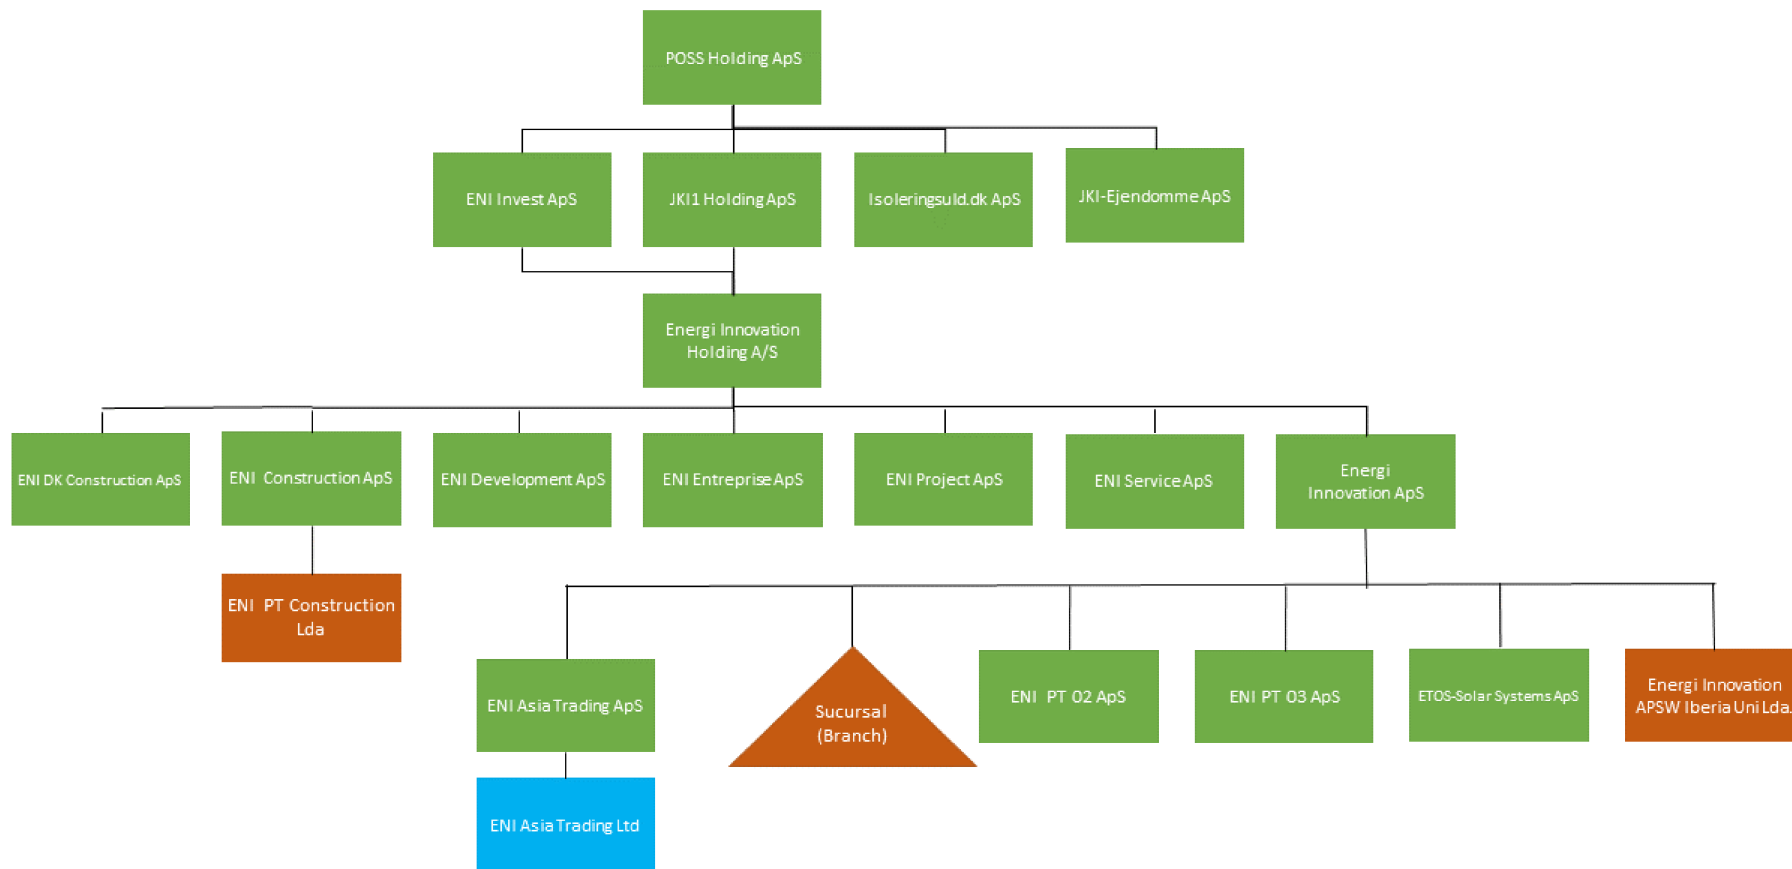 POSS Holding ApS
ENI Invest ApS
JKI1 Holding ApS
Isoleringsuld.dk ApS
JKI-Ejendomme ApS
Energi Innovation
Holding A/S
ENI DK Construction ApS
ENI Construction ApS
ENI Development ApS
ENI Entreprise ApS
ENI Project ApS
ENI Service ApS
Energi
Innovation ApS
ENI PT Construction
Lda
ENI Asia Trading ApS
Sucursal
(Branch)
ENI PT 02 ApS
ENI PT 03 ApS
ETOS-Solar Systems ApS
Energi Innovation
APSW Iberia Uni Lda.
ENI Asia Trading Ltd